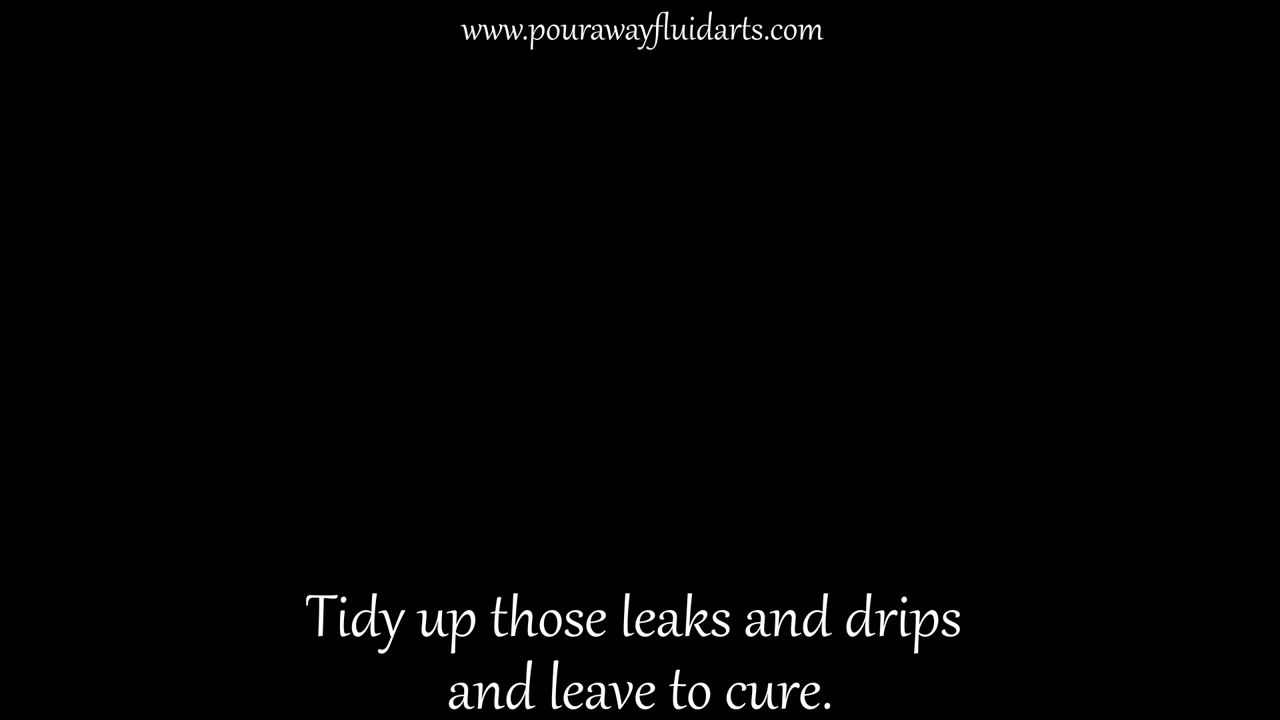 www.pourawayfluidarts.com
Tidy up those leaks and drips
and leave to cure.